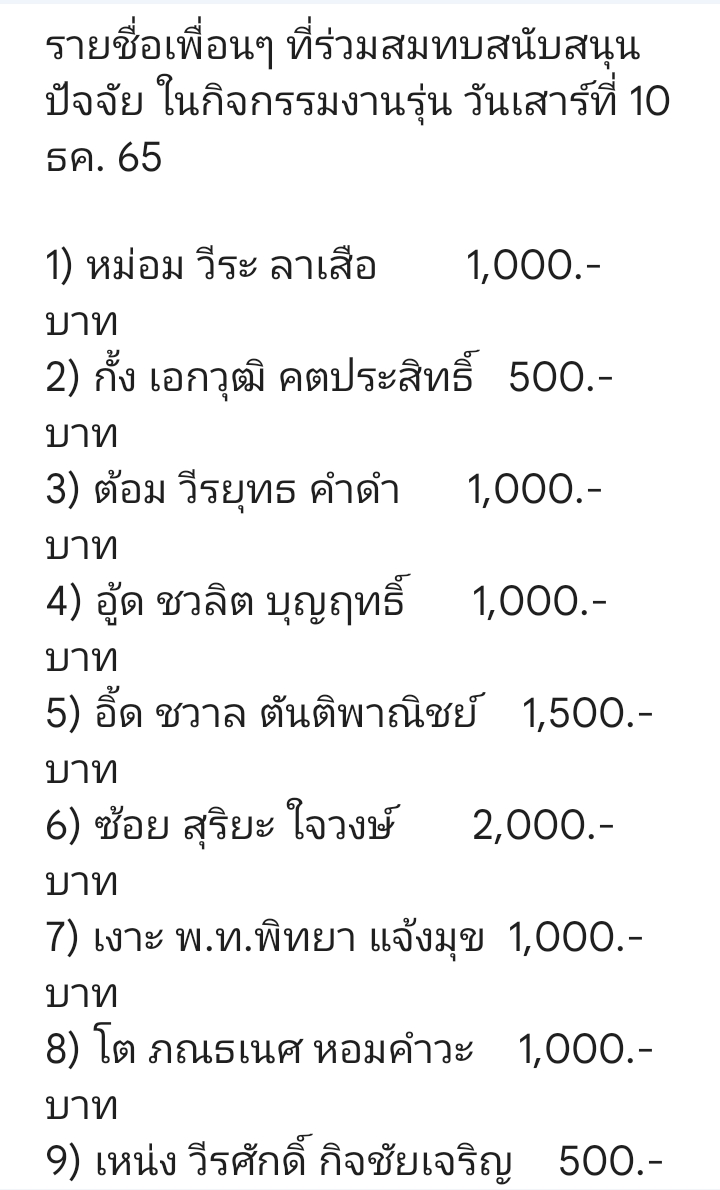 รายชื่อเพื่อนๆ ที่ร่วมสมทบสนับสนุน
ปัจจัย ในกิจกรรมงานรุ่น วันเสาร์ที่ 10
ธค. 65
1) หม่อม วีระ ลาเสือ 1,000.-
บาท
2) กั้ง เอกวุฒิ คตประสิทธิ์ 500.-
บาท
3) ต้อม วีรยุทธ คำดำ 1,000.-
บาท
4) อู้ด ชวลิต บุญฤทธิ์ 1,000.-
บาท
5) อิ้ด ชวาล ตันติพาณิชย์ 1,500.-
บาท
6) ซ้อย สุริยะ ใจวงษ์ 2,000.-
บาท
7) เงาะ พ.ท.พิทยา แจ้งมุข 1,000.-
บาท
8) โต ภณธเนศ หอมคำวะ 1,000.-
บาท
9) เหน่ง วีรศักดิ์ กิจชัยเจริญ 500.-